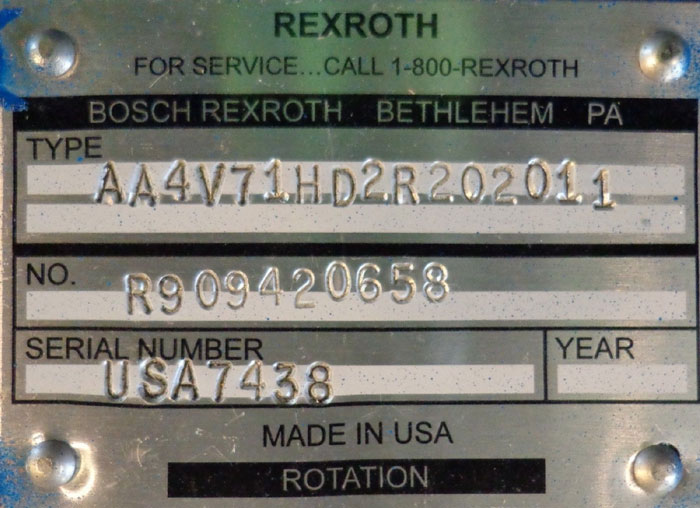 REXROTH
FOR SERVICE...CALL 1-800-REXROTH
BOSCH REXROTH BETHLEHEM PA
TYPE
AA4V71HD2R202011
NO.
R909420658
SERIAL NUMBER
USA7438
YEAR
MADE IN USA
ROTATION